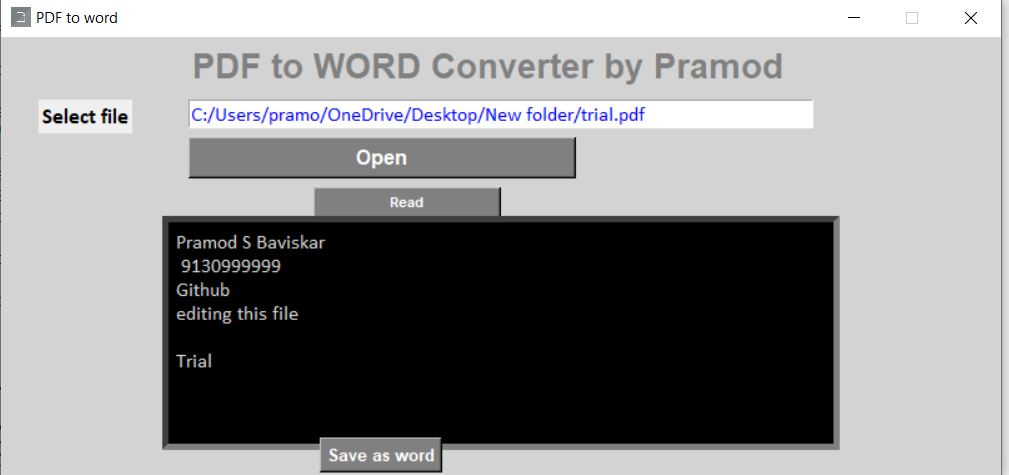 PDF to word
PDF to WORD Converter by Pramod
Select file
C:/Users/pramo/OneDrive/Desktop/New folder/trial.pdf
Open
Read
Pramod S Baviskar
9130999999
Github
editing this file
Trial
Save as word